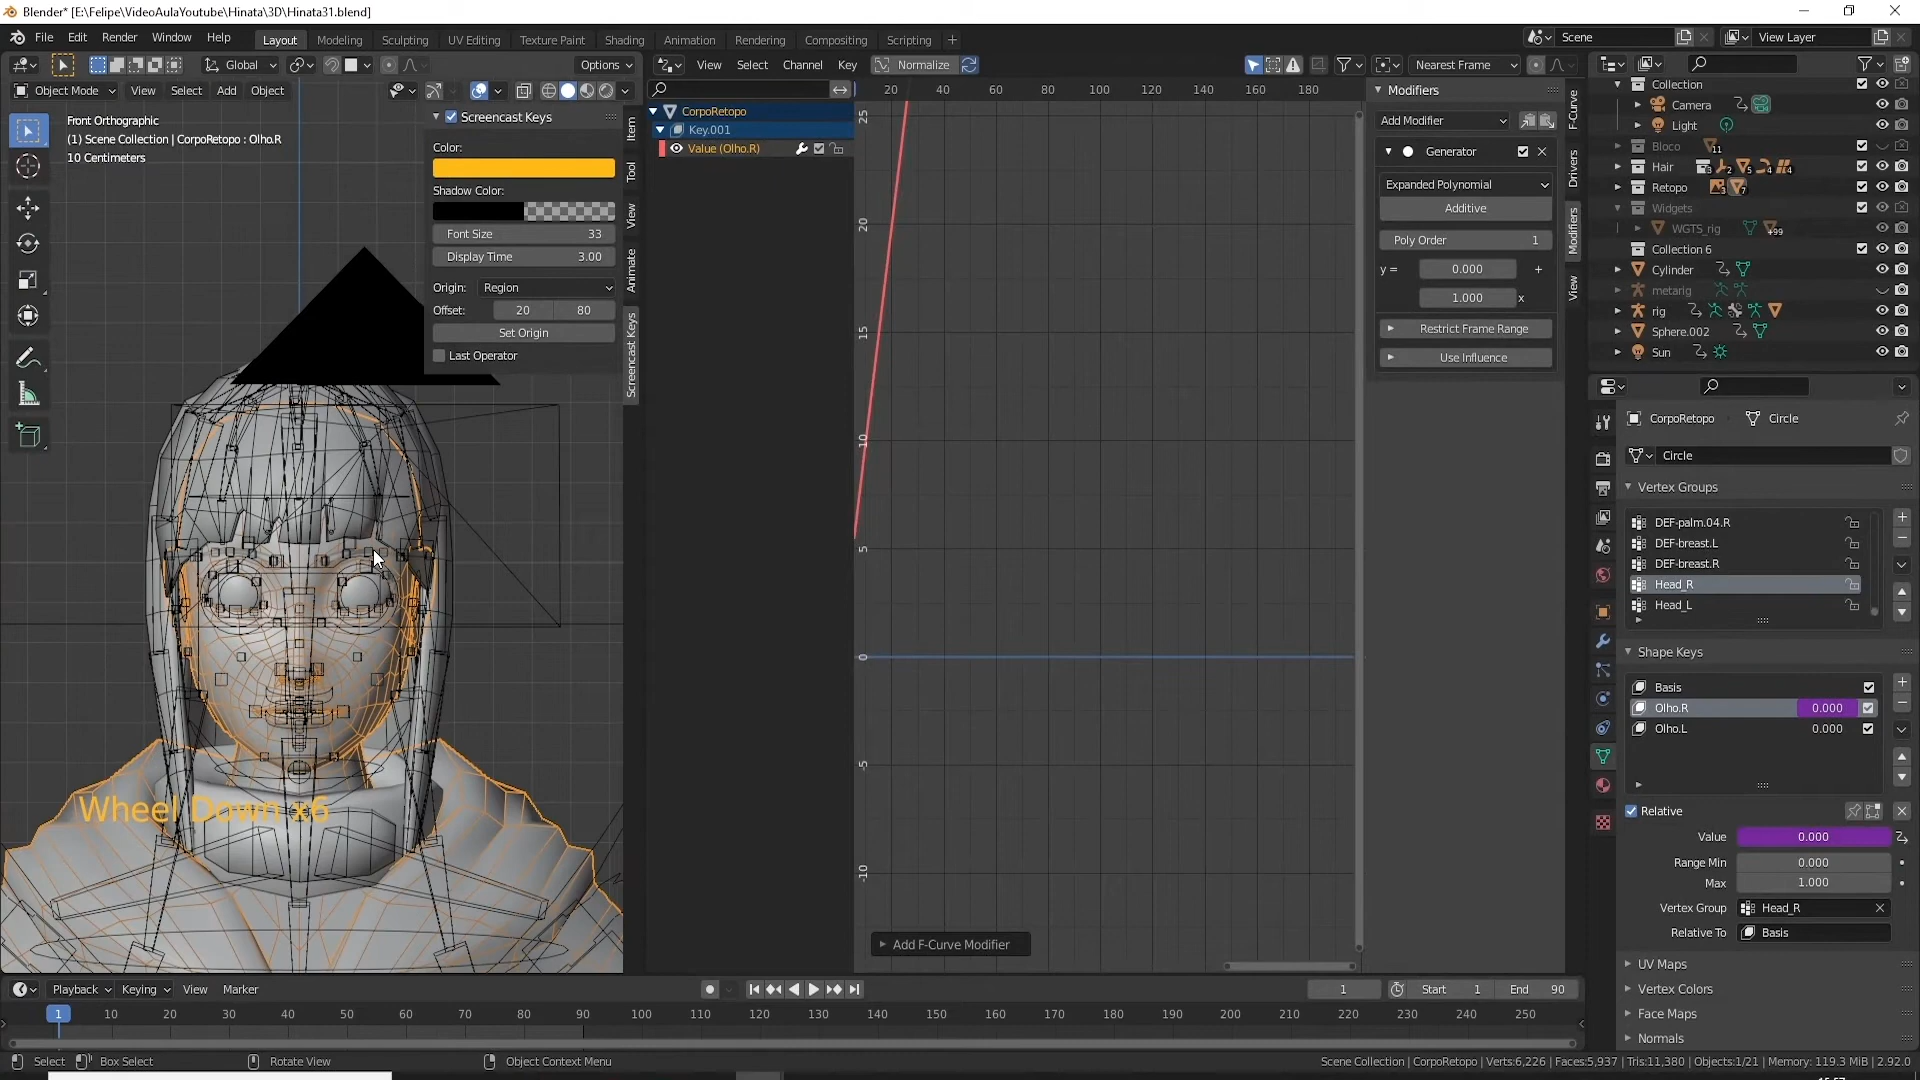 Blender* [E:\Felipe\VideoAulaYoutube\Hinata\3D\Hinata31.blend]
File Edit Render Window Help Layout Modeling Sculpting UV Editing Texture Paint Shading Animation Rendering Compositing Scripting + Scene View Layer
Global Options View Select Channel Key Normalize Nearest Frame
Object Mode View Select Add Object
20 40 60 80 100 120 140 160 180
Front Orthographic
(1) Scene Collection | CorpoRetopo : Olho.R
10 Centimeters
Screencast Keys
Color:
Shadow Color:
Font Size 33
Display Time 3.00
Origin: Region
Offset: 20 80
Set Origin
Last Operator
Item
Tool
View
Animate
Screencast Keys
CorpoRetopo
Key.001
Value (Olho.R)
25
20
15
10
5
0
-5
-10
Add F-Curve Modifier
Modifiers
Add Modifier
Generator
Expanded Polynomial
Additive
Poly Order 1
y = 0.000 +
1.000 x
Restrict Frame Range
Use Influence
F-Curve
Drivers
Modifiers
View
Collection
Camera
Light
Bloco 11
Hair 3 2 5 4 4
Retopo 3 7
Widgets
WGTS_rig +99
Collection 6
Cylinder
metarig
rig
Sphere.002
Sun
CorpoRetopo Circle
Circle
Vertex Groups
DEF-palm.04.R
DEF-breast.L
DEF-breast.R
Head_R
Head_L
Shape Keys
Basis
Olho.R 0.000
Olho.L 0.000
Relative
Value 0.000
Range Min 0.000
Max 1.000
Vertex Group Head_R
Relative To Basis
UV Maps
Vertex Colors
Face Maps
Normals
Wheel Down x6
Playback Keying View Marker 1 Start 1 End 90
1 10 20 30 40 50 60 70 80 90 100 110 120 130 140 150 160 170 180 190 200 210 220 230 240 250
Select Box Select Rotate View Object Context Menu Scene Collection | CorpoRetopo | Verts:6,226 | Faces:5,937 | Tris:11,380 | Objects:1/21 | Memory: 119.3 MiB | 2.92.0